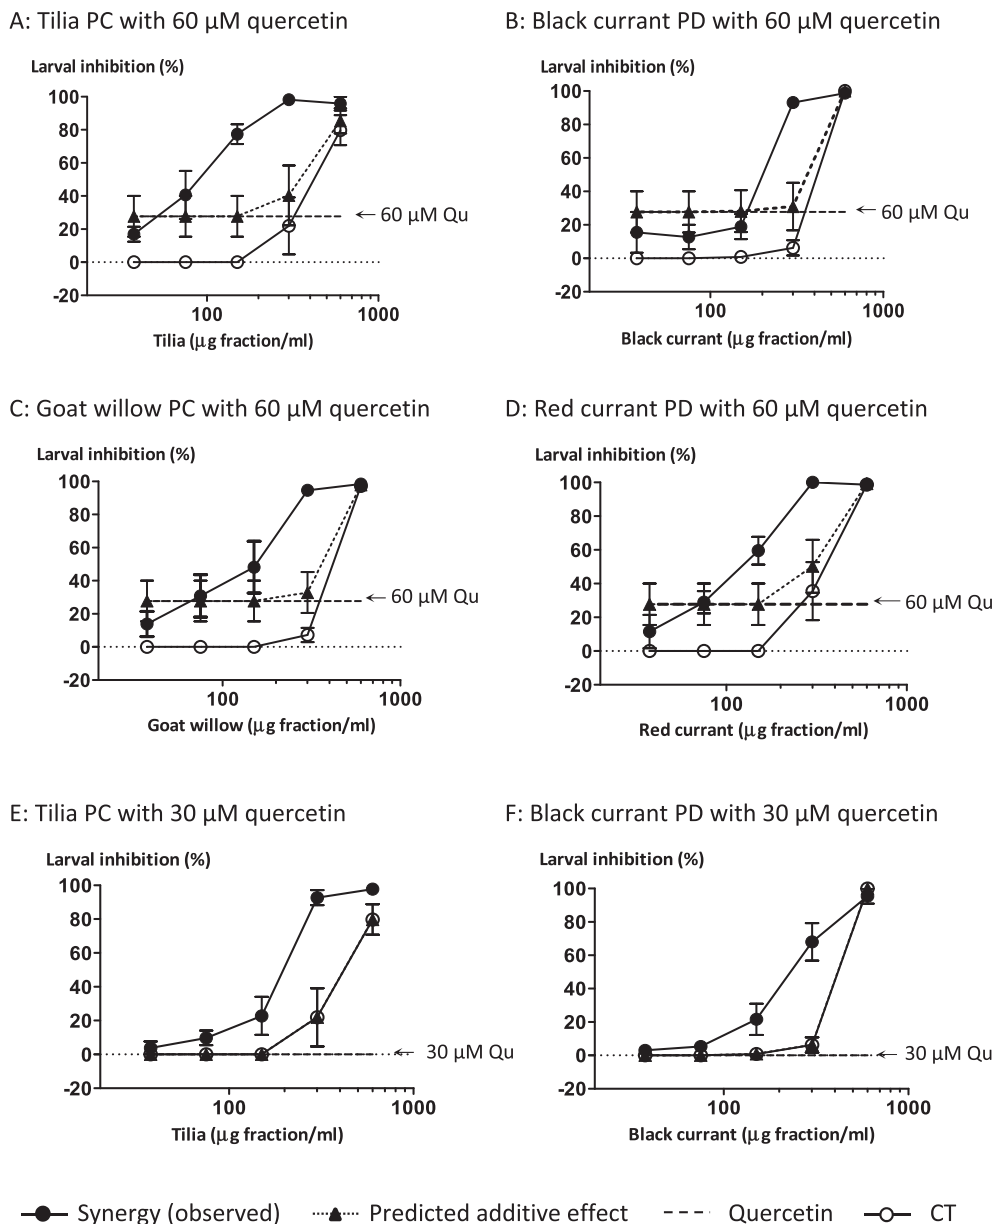 A: Tilia PC with 60 μM quercetin
Larval inhibition (%)
100
80
60
40
20
0
-20
← 60 μM Qu
100
1000
Tilia (μg fraction/ml)
B: Black currant PD with 60 μM quercetin
Larval inhibition (%)
100
80
60
40
20
0
-20
← 60 μM Qu
100
1000
Black currant (μg fraction/ml)
C: Goat willow PC with 60 μM quercetin
Larval inhibition (%)
100
80
60
40
20
0
-20
← 60 μM Qu
100
1000
Goat willow (μg fraction/ml)
D: Red currant PD with 60 μM quercetin
Larval inhibition (%)
100
80
60
40
20
0
-20
← 60 μM Qu
100
1000
Red currant (μg fraction/ml)
E: Tilia PC with 30 μM quercetin
Larval inhibition (%)
100
80
60
40
20
0
-20
← 30 μM Qu
100
1000
Tilia (μg fraction/ml)
F: Black currant PD with 30 μM quercetin
Larval inhibition (%)
100
80
60
40
20
0
-20
← 30 μM Qu
100
1000
Black currant (μg fraction/ml)
Synergy (observed) Predicted additive effect Quercetin CT